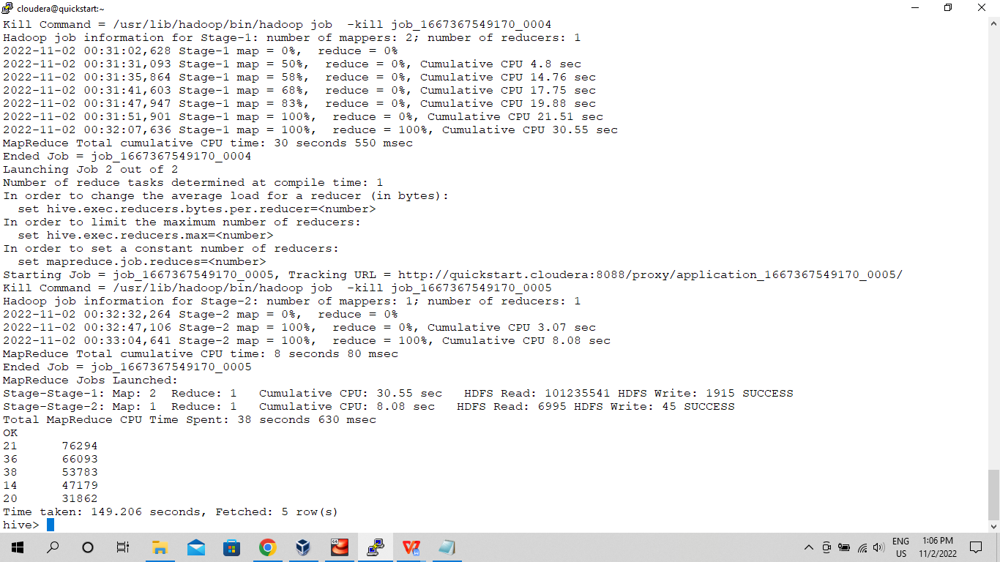 cloudera@quickstart:~
Kill Command = /usr/lib/hadoop/bin/hadoop job  -kill job_1667367549170_0004
Hadoop job information for Stage-1: number of mappers: 2; number of reducers: 1
2022-11-02 00:31:02,628 Stage-1 map = 0%,  reduce = 0%
2022-11-02 00:31:31,093 Stage-1 map = 50%,  reduce = 0%, Cumulative CPU 4.8 sec
2022-11-02 00:31:35,864 Stage-1 map = 58%,  reduce = 0%, Cumulative CPU 14.76 sec
2022-11-02 00:31:41,603 Stage-1 map = 68%,  reduce = 0%, Cumulative CPU 17.75 sec
2022-11-02 00:31:47,947 Stage-1 map = 83%,  reduce = 0%, Cumulative CPU 19.88 sec
2022-11-02 00:31:51,901 Stage-1 map = 100%,  reduce = 0%, Cumulative CPU 21.51 sec
2022-11-02 00:32:07,636 Stage-1 map = 100%,  reduce = 100%, Cumulative CPU 30.55 sec
MapReduce Total cumulative CPU time: 30 seconds 550 msec
Ended Job = job_1667367549170_0004
Launching Job 2 out of 2
Number of reduce tasks determined at compile time: 1
In order to change the average load for a reducer (in bytes):
  set hive.exec.reducers.bytes.per.reducer=<number>
In order to limit the maximum number of reducers:
  set hive.exec.reducers.max=<number>
In order to set a constant number of reducers:
  set mapreduce.job.reduces=<number>
Starting Job = job_1667367549170_0005, Tracking URL = http://quickstart.cloudera:8088/proxy/application_1667367549170_0005/
Kill Command = /usr/lib/hadoop/bin/hadoop job  -kill job_1667367549170_0005
Hadoop job information for Stage-2: number of mappers: 1; number of reducers: 1
2022-11-02 00:32:32,264 Stage-2 map = 0%,  reduce = 0%
2022-11-02 00:32:47,106 Stage-2 map = 100%,  reduce = 0%, Cumulative CPU 3.07 sec
2022-11-02 00:33:04,641 Stage-2 map = 100%,  reduce = 100%, Cumulative CPU 8.08 sec
MapReduce Total cumulative CPU time: 8 seconds 80 msec
Ended Job = job_1667367549170_0005
MapReduce Jobs Launched:
Stage-Stage-1: Map: 2  Reduce: 1   Cumulative CPU: 30.55 sec   HDFS Read: 101235541 HDFS Write: 1915 SUCCESS
Stage-Stage-2: Map: 1  Reduce: 1   Cumulative CPU: 8.08 sec   HDFS Read: 6995 HDFS Write: 45 SUCCESS
Total MapReduce CPU Time Spent: 38 seconds 630 msec
OK
21      76294
36      66093
38      53783
14      47179
20      31862
Time taken: 149.206 seconds, Fetched: 5 row(s)
hive>
ENG
US
1:06 PM
11/2/2022